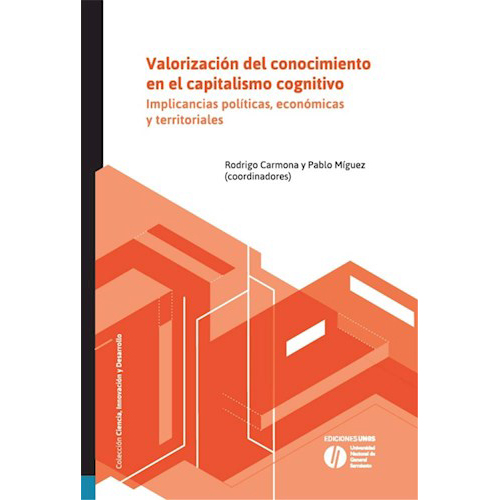 Valorización del conocimiento
en el capitalismo cognitivo
Implicancias políticas, económicas
y territoriales
Rodrigo Carmona y Pablo Míguez
(coordinadores)
Colección Ciencia, Innovación y Desarrollo
EDICIONES UNGS
Universidad
Nacional de
General
Sarmiento